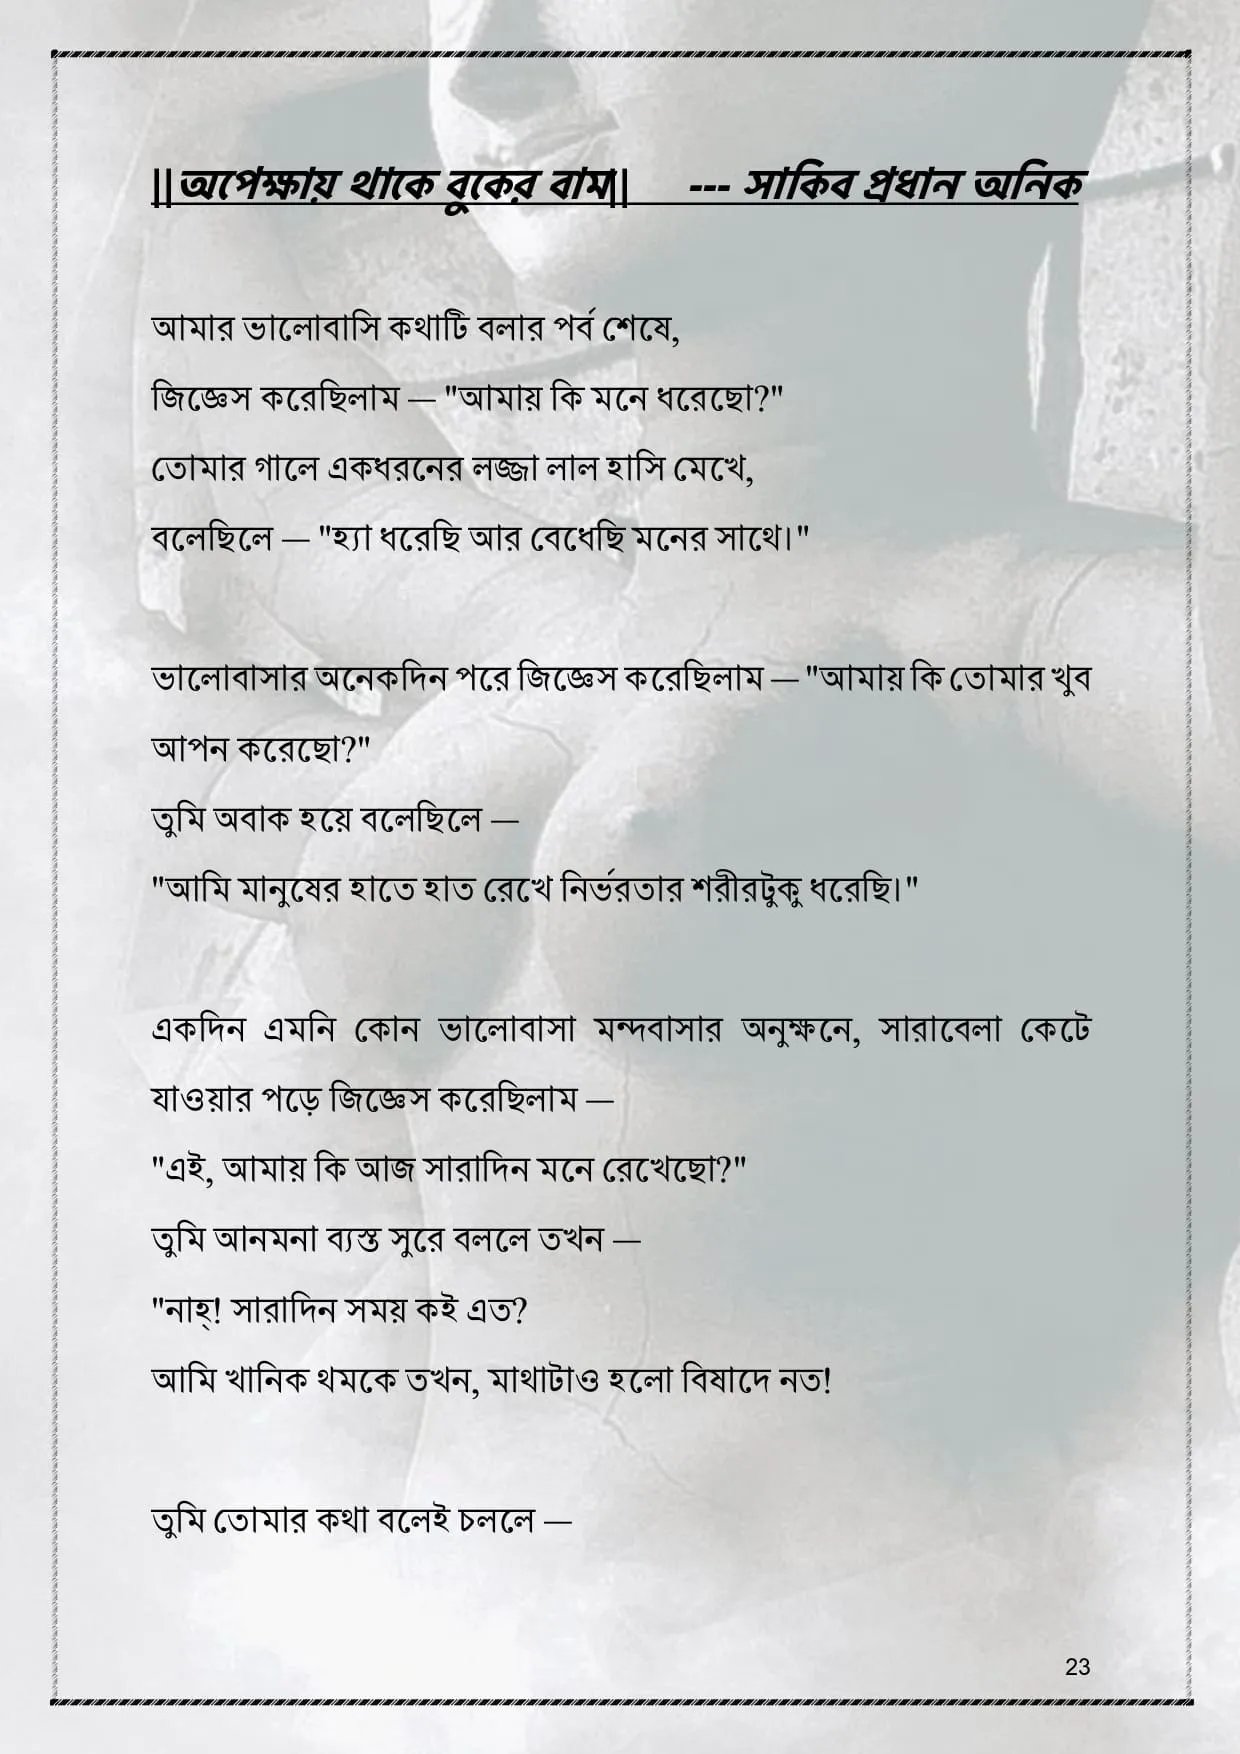 ||অপেক্ষায় থাকে বুকের বাম|| --- সাকিব প্রধান অনিক
আমার ভালোবাসি কথাটি বলার পর্ব শেষে,
জিজ্ঞেস করেছিলাম — "আমায় কি মনে ধরেছো?"
তোমার গালে একধরনের লজ্জা লাল হাসি মেখে,
বলেছিলে — "হ্যা ধরেছি আর বেধেছি মনের সাথে।"
ভালোবাসার অনেকদিন পরে জিজ্ঞেস করেছিলাম — "আমায় কি তোমার খুব
আপন করেছো?"
তুমি অবাক হয়ে বলেছিলে —
"আমি মানুষের হাতে হাত রেখে নির্ভরতার শরীরটুকু ধরেছি।"
একদিন এমনি কোন ভালোবাসা মন্দবাসার অনুক্ষনে, সারাবেলা কেটে
যাওয়ার পড়ে জিজ্ঞেস করেছিলাম —
"এই, আমায় কি আজ সারাদিন মনে রেখেছো?"
তুমি আনমনা ব্যস্ত সুরে বললে তখন —
"নাহ্! সারাদিন সময় কই এত?
আমি খানিক থমকে তখন, মাথাটাও হলো বিষাদে নত!
তুমি তোমার কথা বলেই চললে —
23